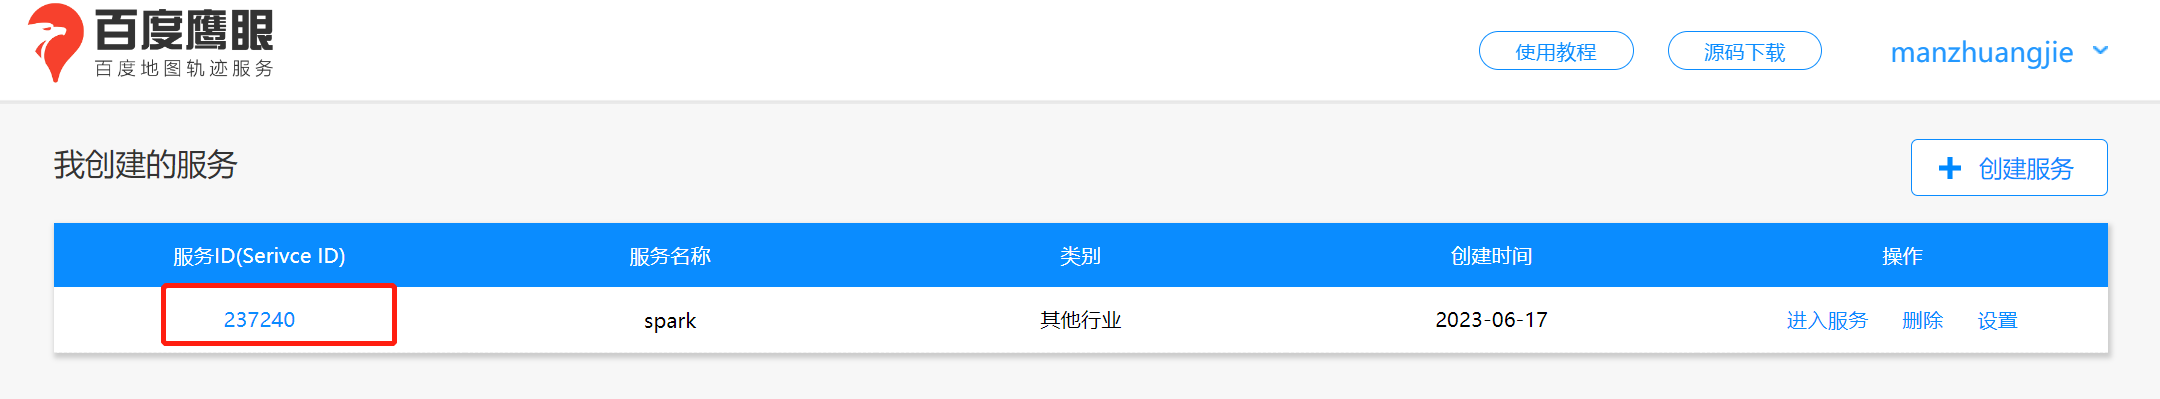 百度鹰眼
百度地图轨迹服务
使用教程
源码下载
manzhuangjie
我创建的服务
创建服务
服务ID(Serivce ID) 服务名称 类别 创建时间 操作
237240 spark 其他行业 2023-06-17 进入服务 删除 设置